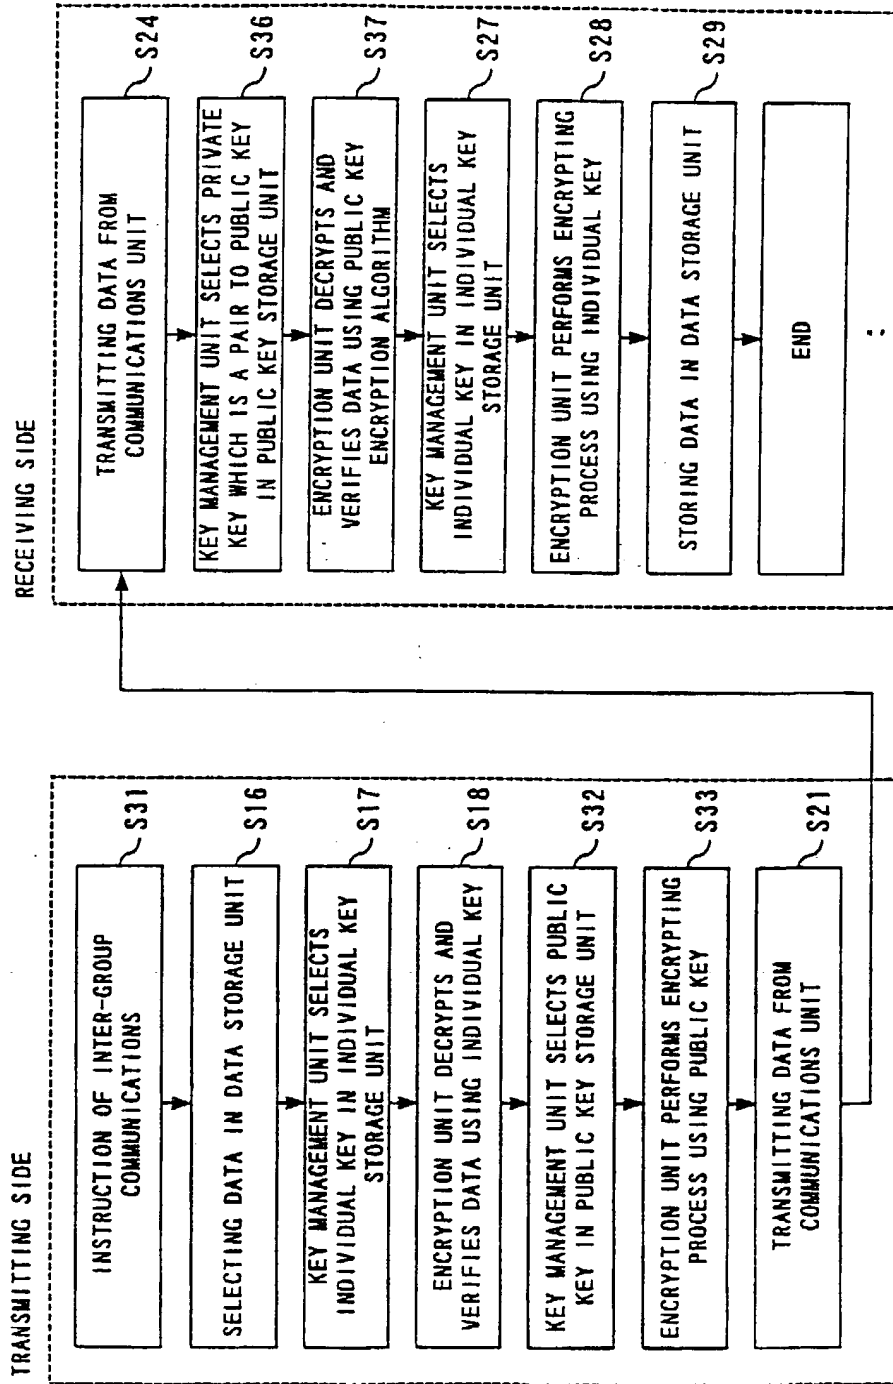 TRANSMITTING SIDE
INSTRUCTION OF INTER-GROUP
COMMUNICATIONS
S31
SELECTING DATA IN DATA STORAGE UNIT
S16
KEY MANAGEMENT UNIT SELECTS
INDIVIDUAL KEY IN INDIVIDUAL KEY
STORAGE UNIT
S17
ENCRYPTION UNIT DECRYPTS AND
VERIFIES DATA USING INDIVIDUAL KEY
S18
KEY MANAGEMENT UNIT SELECTS PUBLIC
KEY IN PUBLIC KEY STORAGE UNIT
S32
ENCRYPTION UNIT PERFORMS ENCRYPTING
PROCESS USING PUBLIC KEY
S33
TRANSMITTING DATA FROM
COMMUNICATIONS UNIT
S21
RECEIVING SIDE
TRANSMITTING DATA FROM
COMMUNICATIONS UNIT
S24
KEY MANAGEMENT UNIT SELECTS PRIVATE
KEY WHICH IS A PAIR TO PUBLIC KEY
IN PUBLIC KEY STORAGE UNIT
S36
ENCRYPTION UNIT DECRYPTS AND
VERIFIES DATA USING PUBLIC KEY
ENCRYPTION ALGORITHM
S37
KEY MANAGEMENT UNIT SELECTS
INDIVIDUAL KEY IN INDIVIDUAL KEY
STORAGE UNIT
S27
ENCRYPTION UNIT PERFORMS ENCRYPTING
PROCESS USING INDIVIDUAL KEY
S28
STORING DATA IN DATA STORAGE UNIT
S29
END